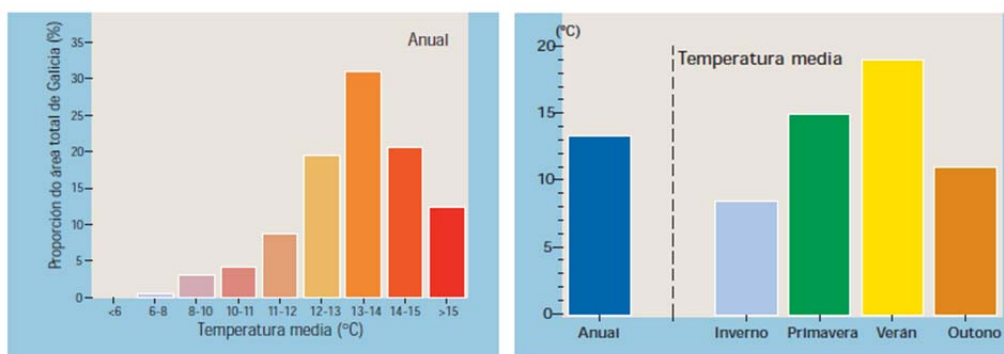 Proporción do área total de Galicia (%)
Anual
35
30
25
20
15
10
5
0
<6 6-8 8-10 10-11 11-12 12-13 13-14 14-15 >15
Temperatura media (ºC)
(ºC)
Temperatura media
20
15
10
5
0
Anual Inverno Primavera Verán Outono